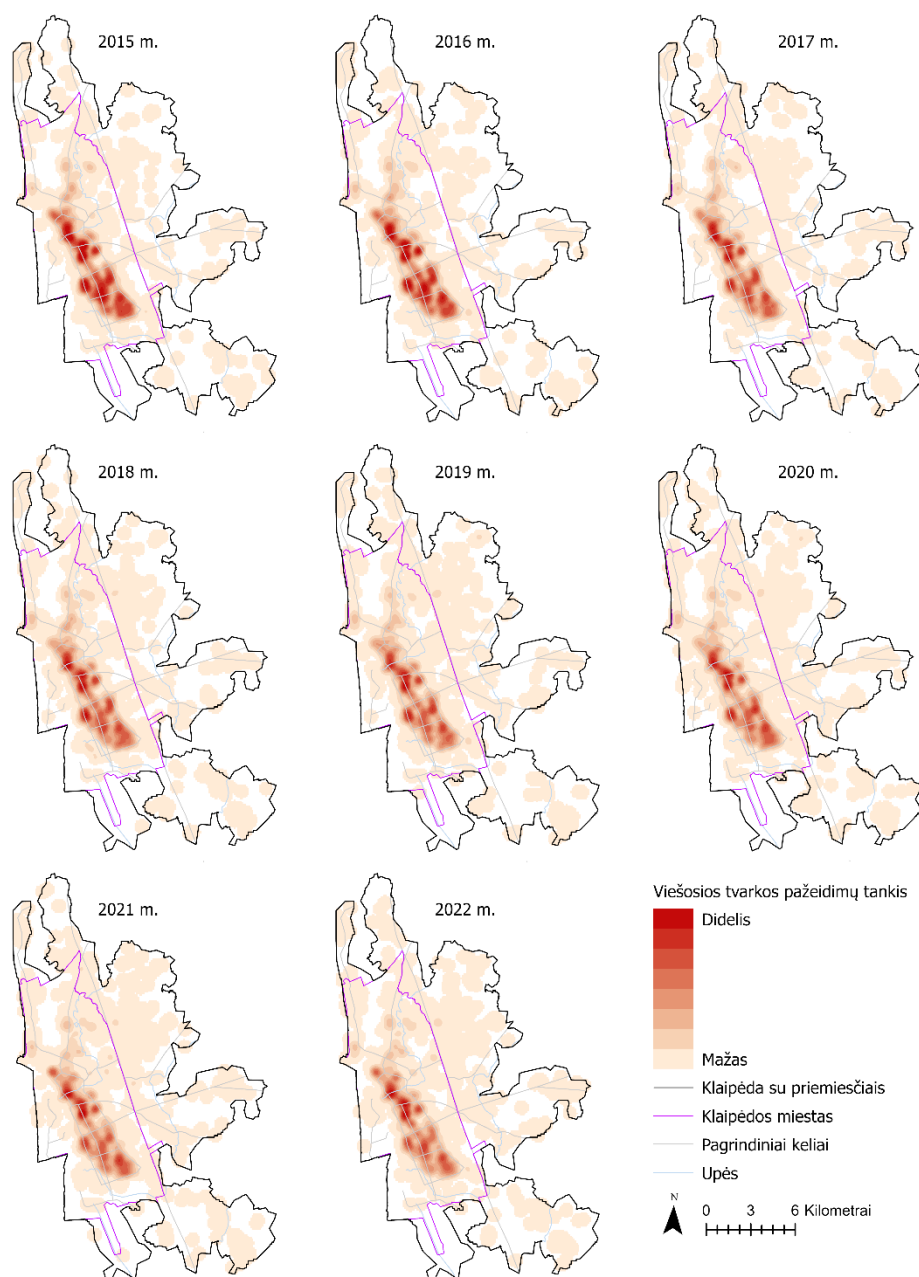 2015 m.
2016 m.
2017 m.
2018 m.
2019 m.
2020 m.
2021 m.
2022 m.
Viešosios tvarkos pažeidimų tankis
Didelis
Mažas
Klaipėda su priemiesčiais
Klaipėdos miestas
Pagrindiniai keliai
Upės
N
0 3 6 Kilometrai